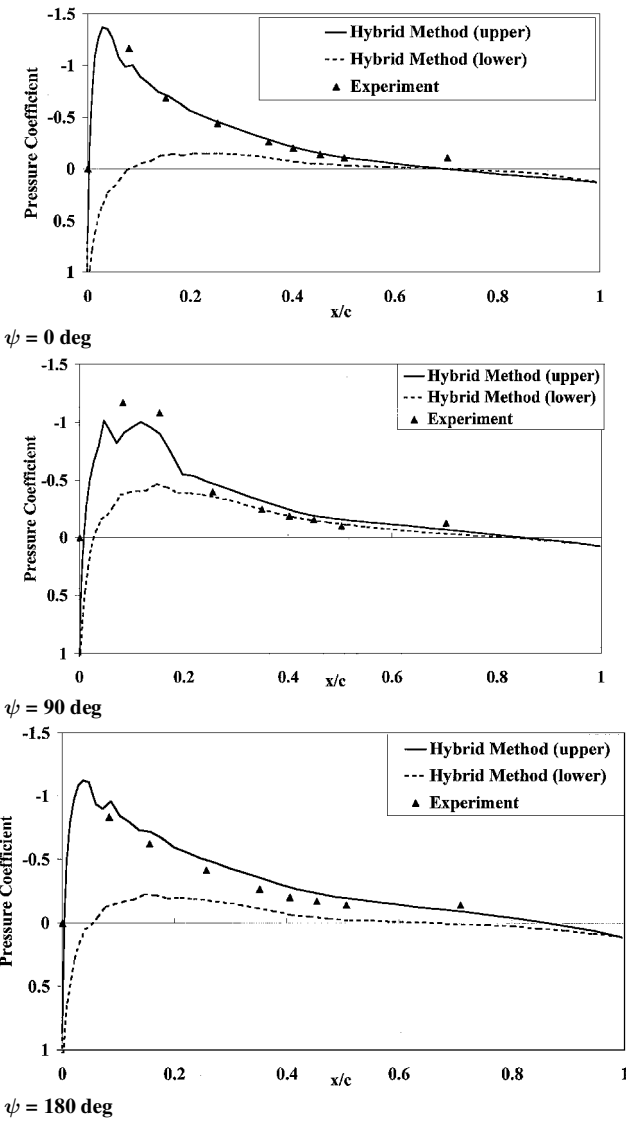 -1.5
-1
-0.5
0
0.5
1
Pressure Coefficient
Hybrid Method (upper)
Hybrid Method (lower)
Experiment
0
0.2
0.4
0.6
0.8
1
x/c
ψ = 0 deg
-1.5
-1
-0.5
0
0.5
1
Pressure Coefficient
Hybrid Method (upper)
Hybrid Method (lower)
Experiment
0
0.2
0.4
0.6
0.8
1
x/c
ψ = 90 deg
-1.5
-1
-0.5
0
0.5
1
Pressure Coefficient
Hybrid Method (upper)
Hybrid Method (lower)
Experiment
0
0.2
0.4
0.6
0.8
1
x/c
ψ = 180 deg